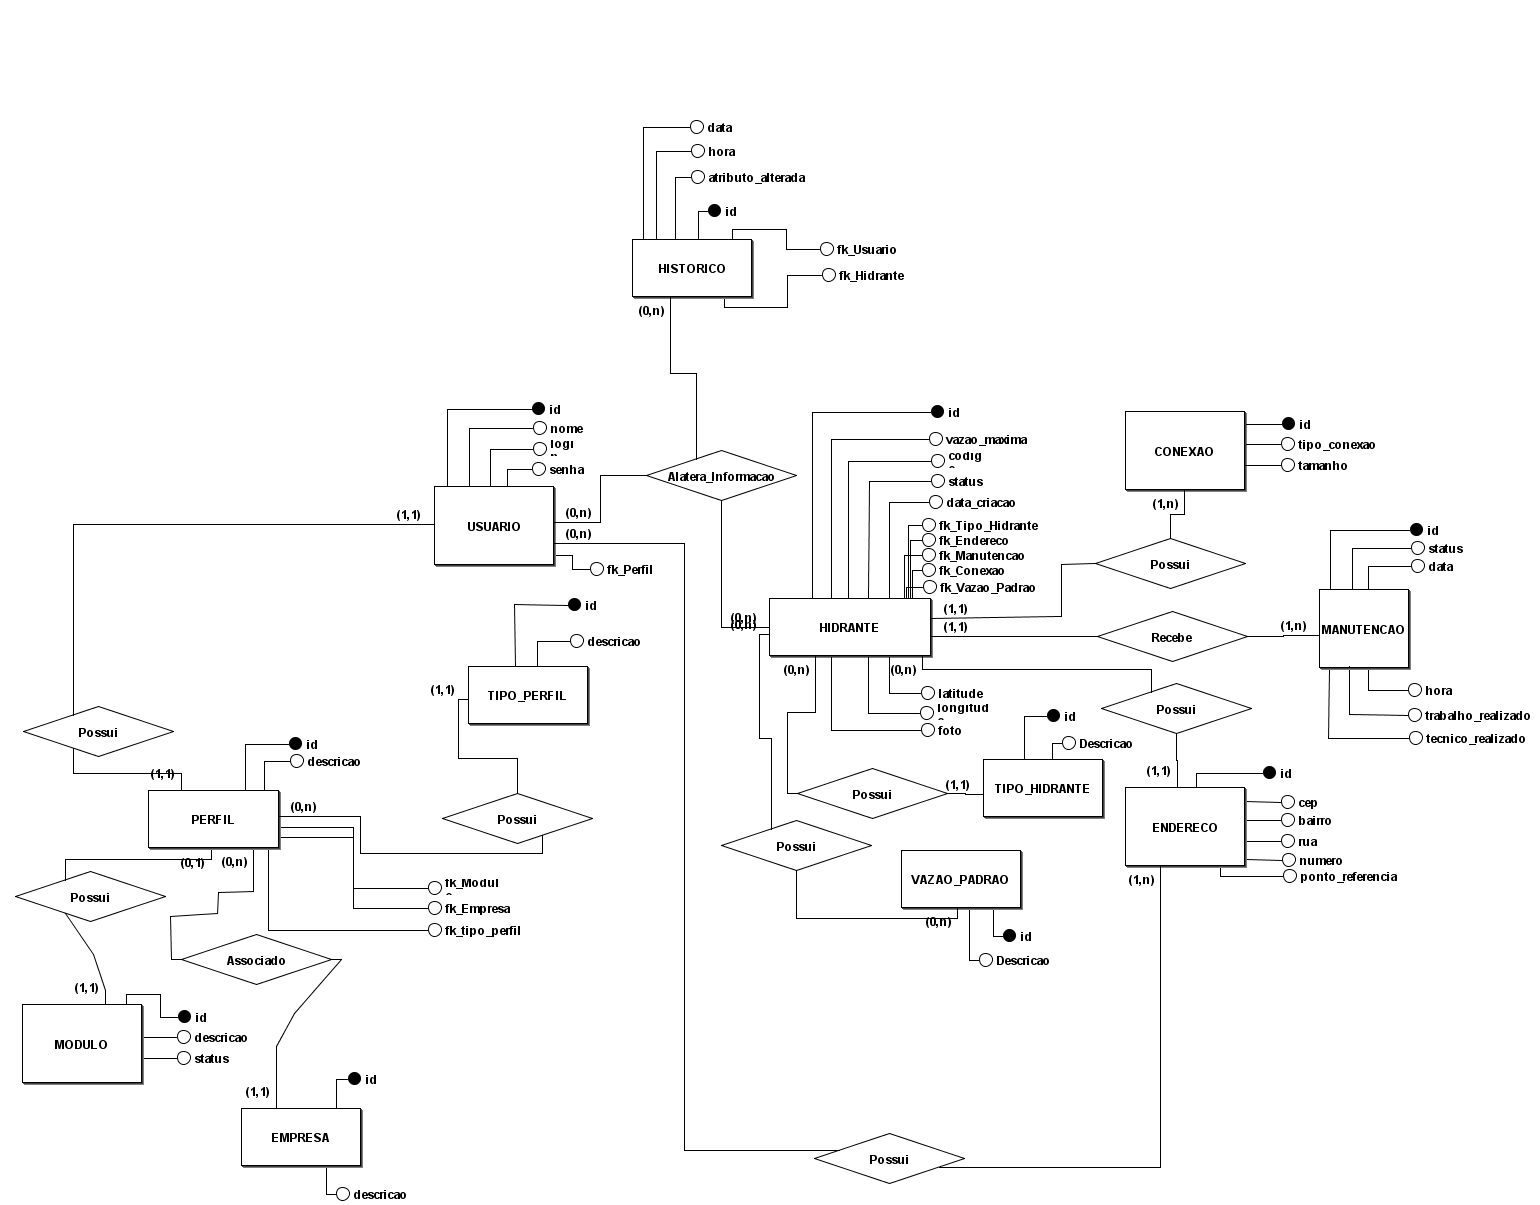 data
hora
atributo_alterada
id
fk_Usuario
HISTORICO
fk_Hidrante
(0,n)
id
nome
senha
USUARIO
(1,1)
(0,n)
(0,n)
fk_Perfil
Alatera_Informacao
id
vazao_maxima
status
data_criacao
fk_Tipo_Hidrante
fk_Endereco
fk_Manutencao
fk_Conexao
fk_Vazao_Padrao
(0,n)
(0,n)
HIDRANTE
(1,1)
(1,1)
(0,n)
(0,n)
latitude
foto
CONEXAO
id
tipo_conexao
tamanho
(1,n)
Possui
Recebe
(1,n)
id
status
data
MANUTENCAO
hora
trabalho_realizado
tecnico_realizado
Possui
(1,1)
id
ENDERECO
cep
bairro
rua
numero
ponto_referencia
(1,n)
id
Descricao
TIPO_HIDRANTE
(1,1)
Possui
Possui
VAZAO_PADRAO
(0,n)
id
Descricao
id
descricao
TIPO_PERFIL
(1,1)
Possui
Possui
(1,1)
id
descricao
PERFIL
(0,n)
(0,1)
(0,n)
fk_Empresa
fk_tipo_perfil
Possui
Associado
(1,1)
MODULO
id
descricao
status
(1,1)
id
EMPRESA
descricao
Possui